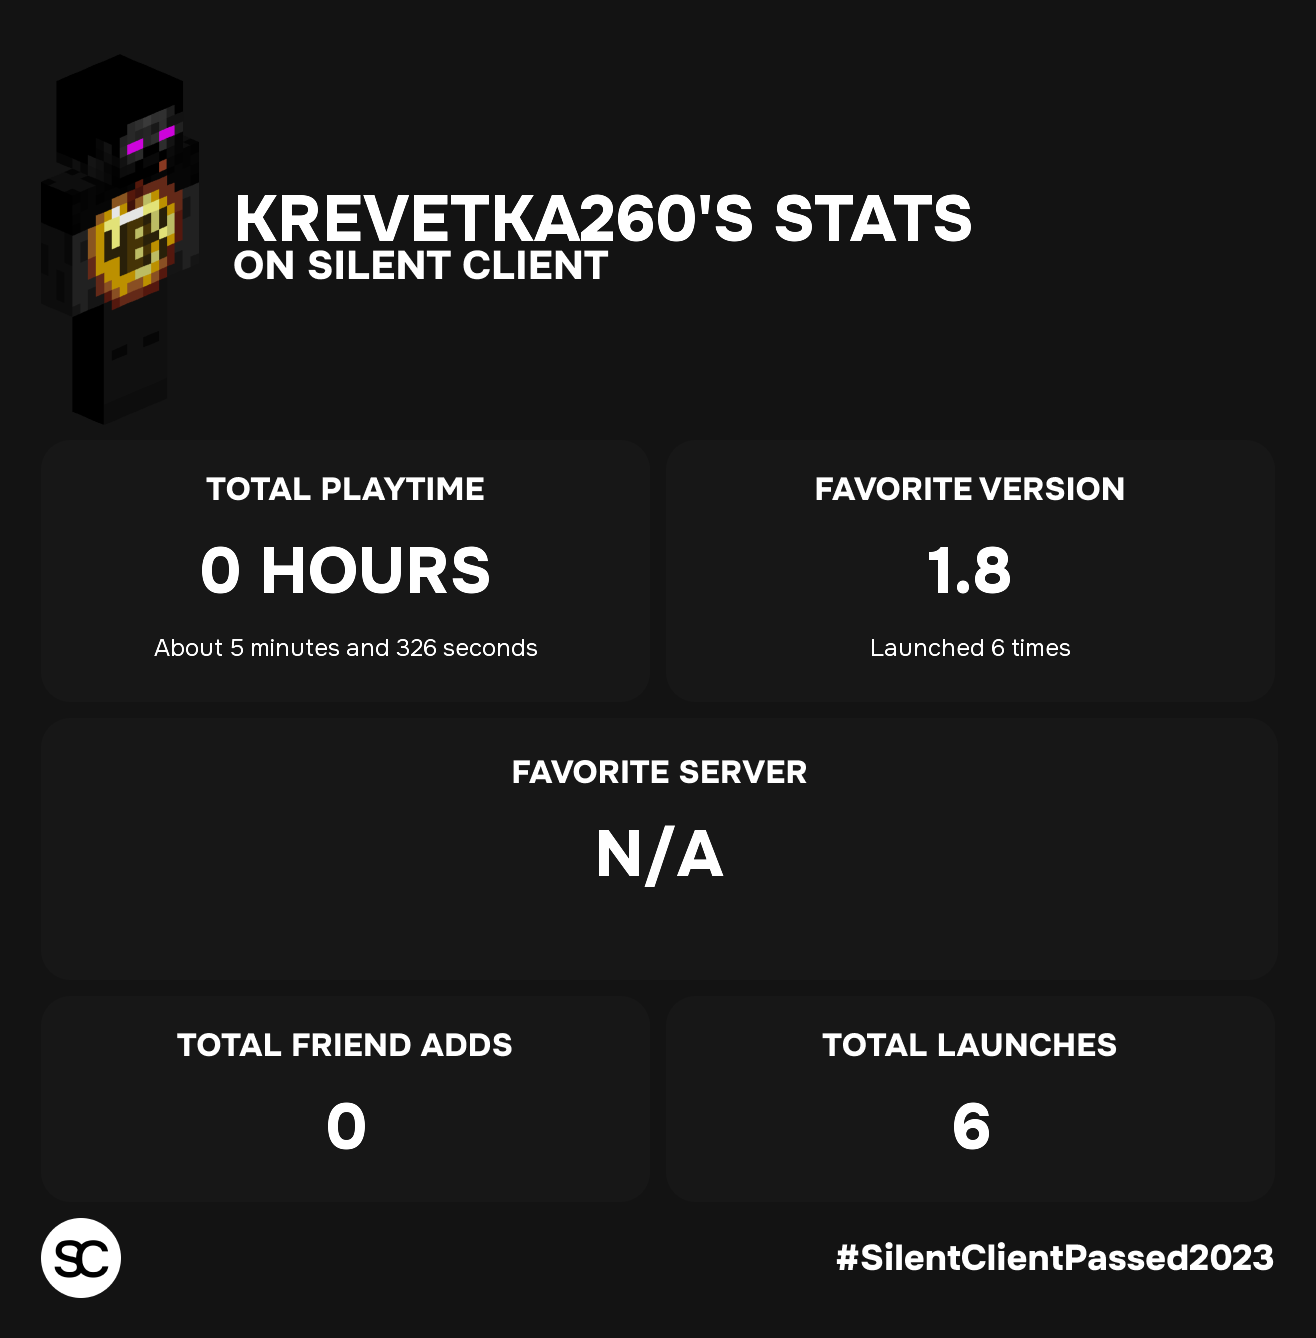 KREVETKA260'S STATS
ON SILENT CLIENT
TOTAL PLAYTIME
0 HOURS
About 5 minutes and 326 seconds
FAVORITE VERSION
1.8
Launched 6 times
FAVORITE SERVER
N/A
TOTAL FRIEND ADDS
0
TOTAL LAUNCHES
6
SC
#SilentClientPassed2023